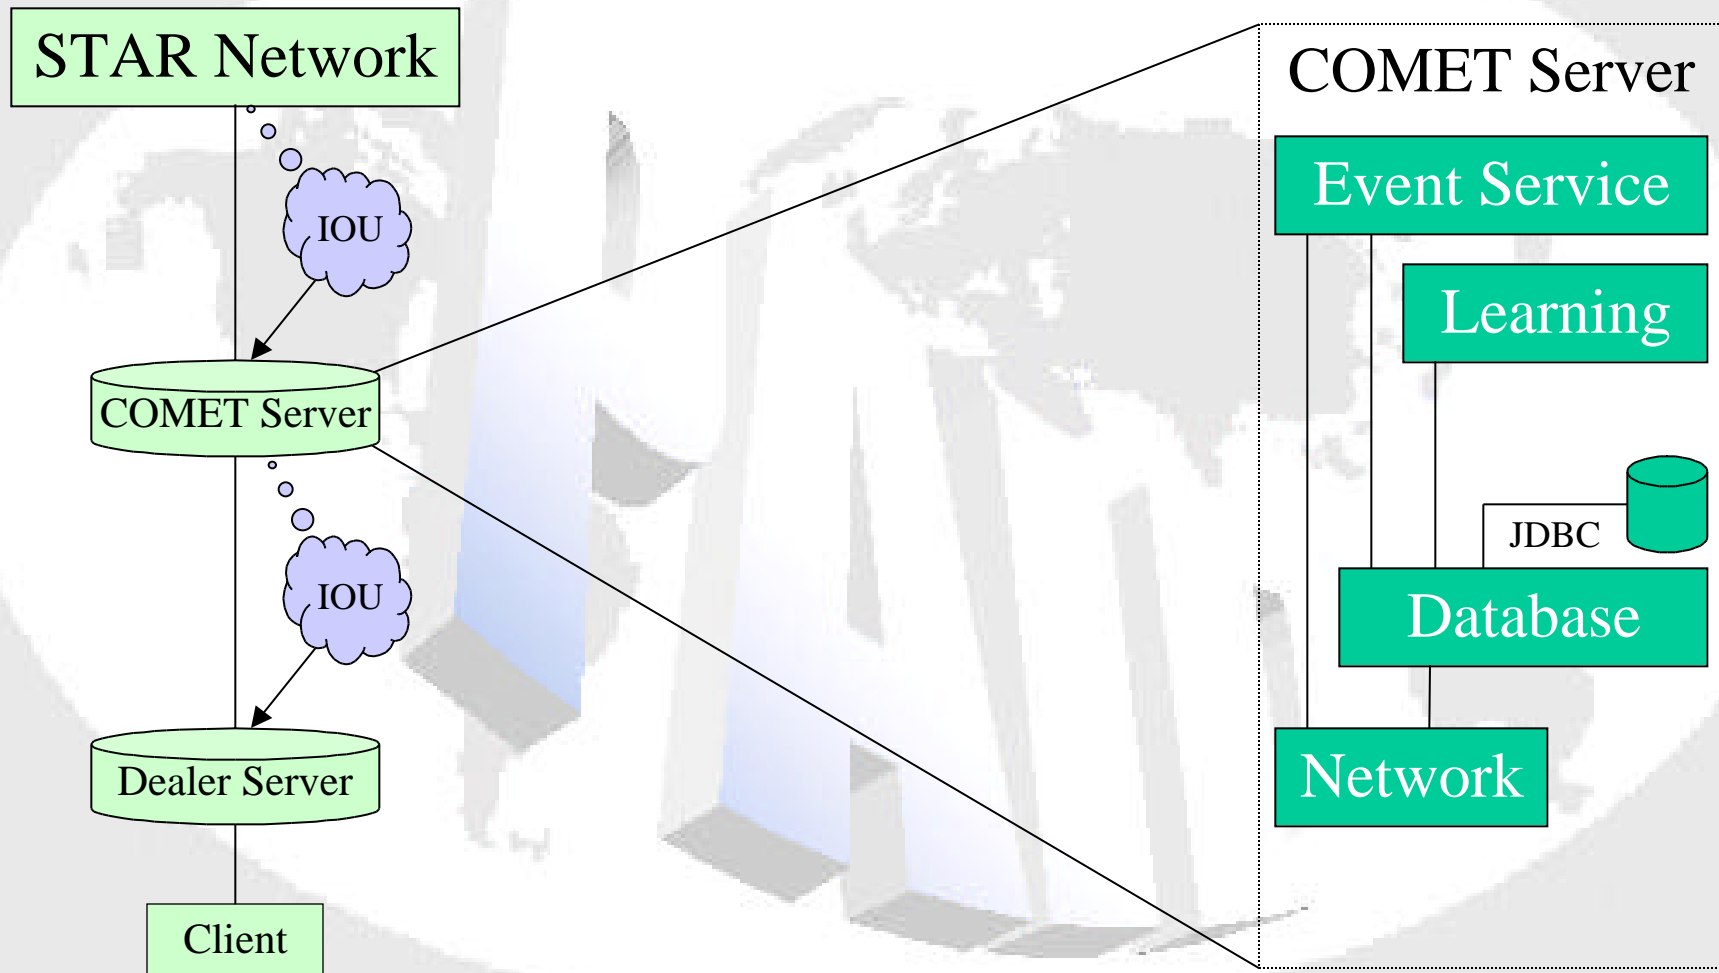 STAR Network
IOU
COMET Server
IOU
Dealer Server
Client
COMET Server
Event Service
Learning
JDBC
Database
Network